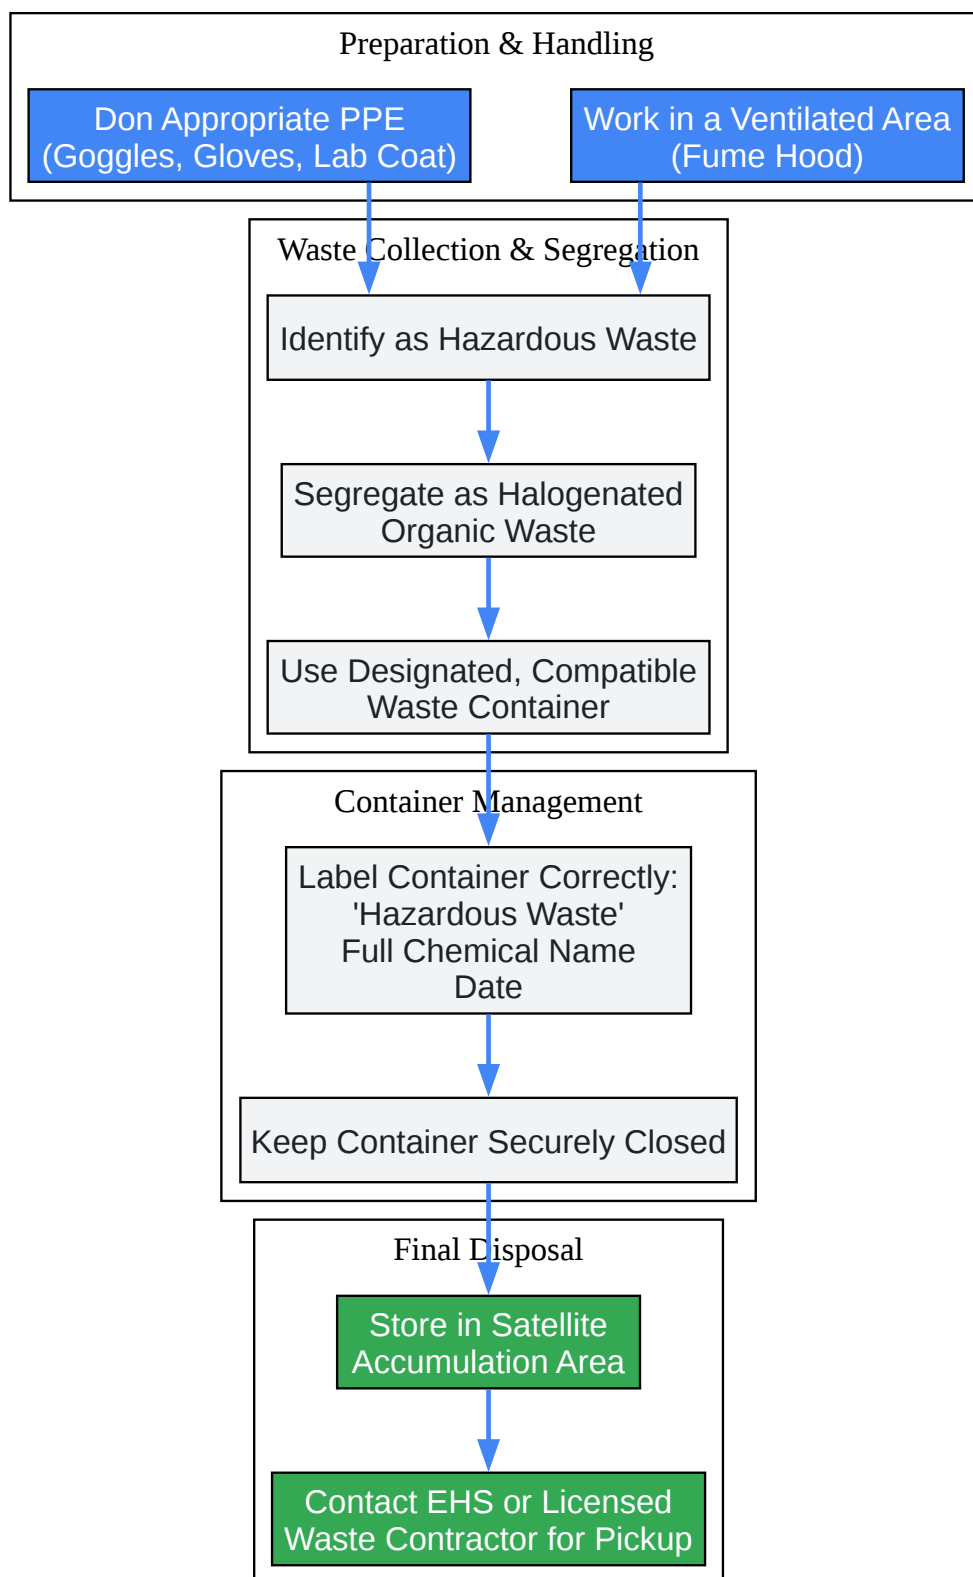 Preparation & Handling
Don Appropriate PPE
(Goggles, Gloves, Lab Coat)
Work in a Ventilated Area
(Fume Hood)
Waste Collection & Segregation
Identify as Hazardous Waste
Segregate as Halogenated
Organic Waste
Use Designated, Compatible
Waste Container
Container Management
Label Container Correctly:
'Hazardous Waste'
Full Chemical Name
Date
Keep Container Securely Closed
Final Disposal
Store in Satellite
Accumulation Area
Contact EHS or Licensed
Waste Contractor for Pickup